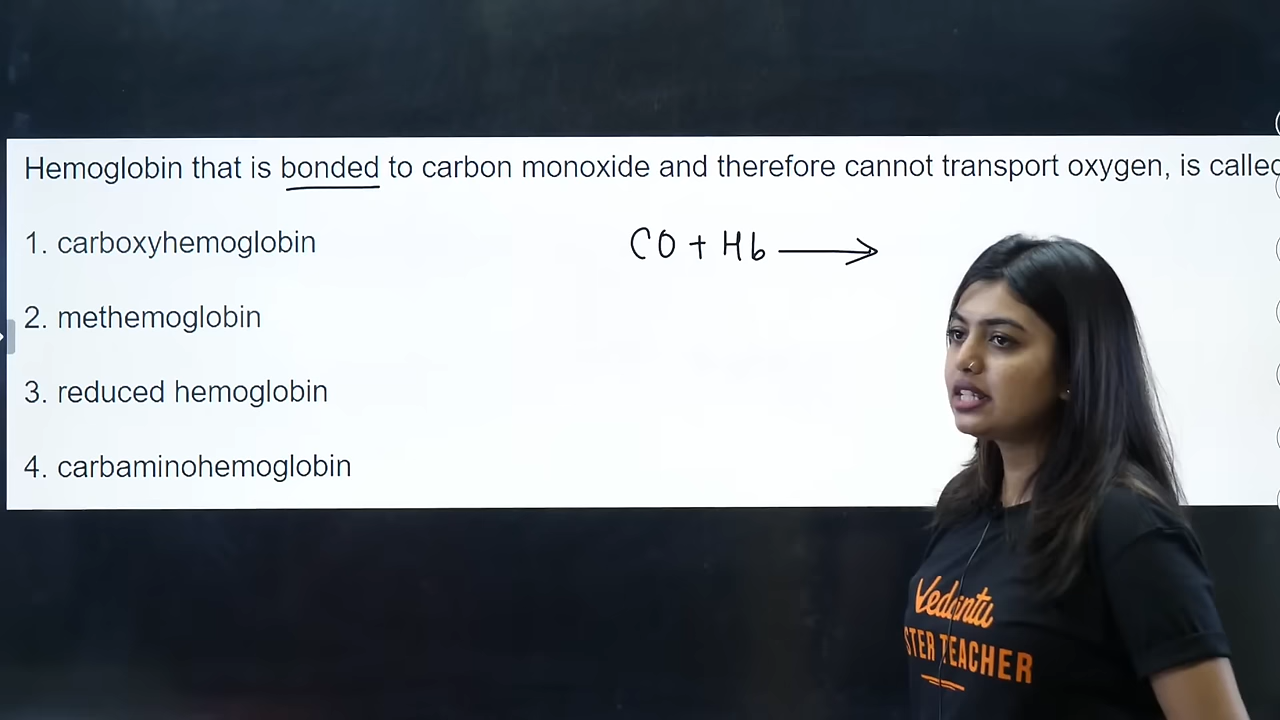 Hemoglobin that is bonded to carbon monoxide and therefore cannot transport oxygen, is called
1. carboxyhemoglobin
CO + Hb ⟶
2. methemoglobin
3. reduced hemoglobin
4. carbaminohemoglobin
Vedantu
STER TEACHER